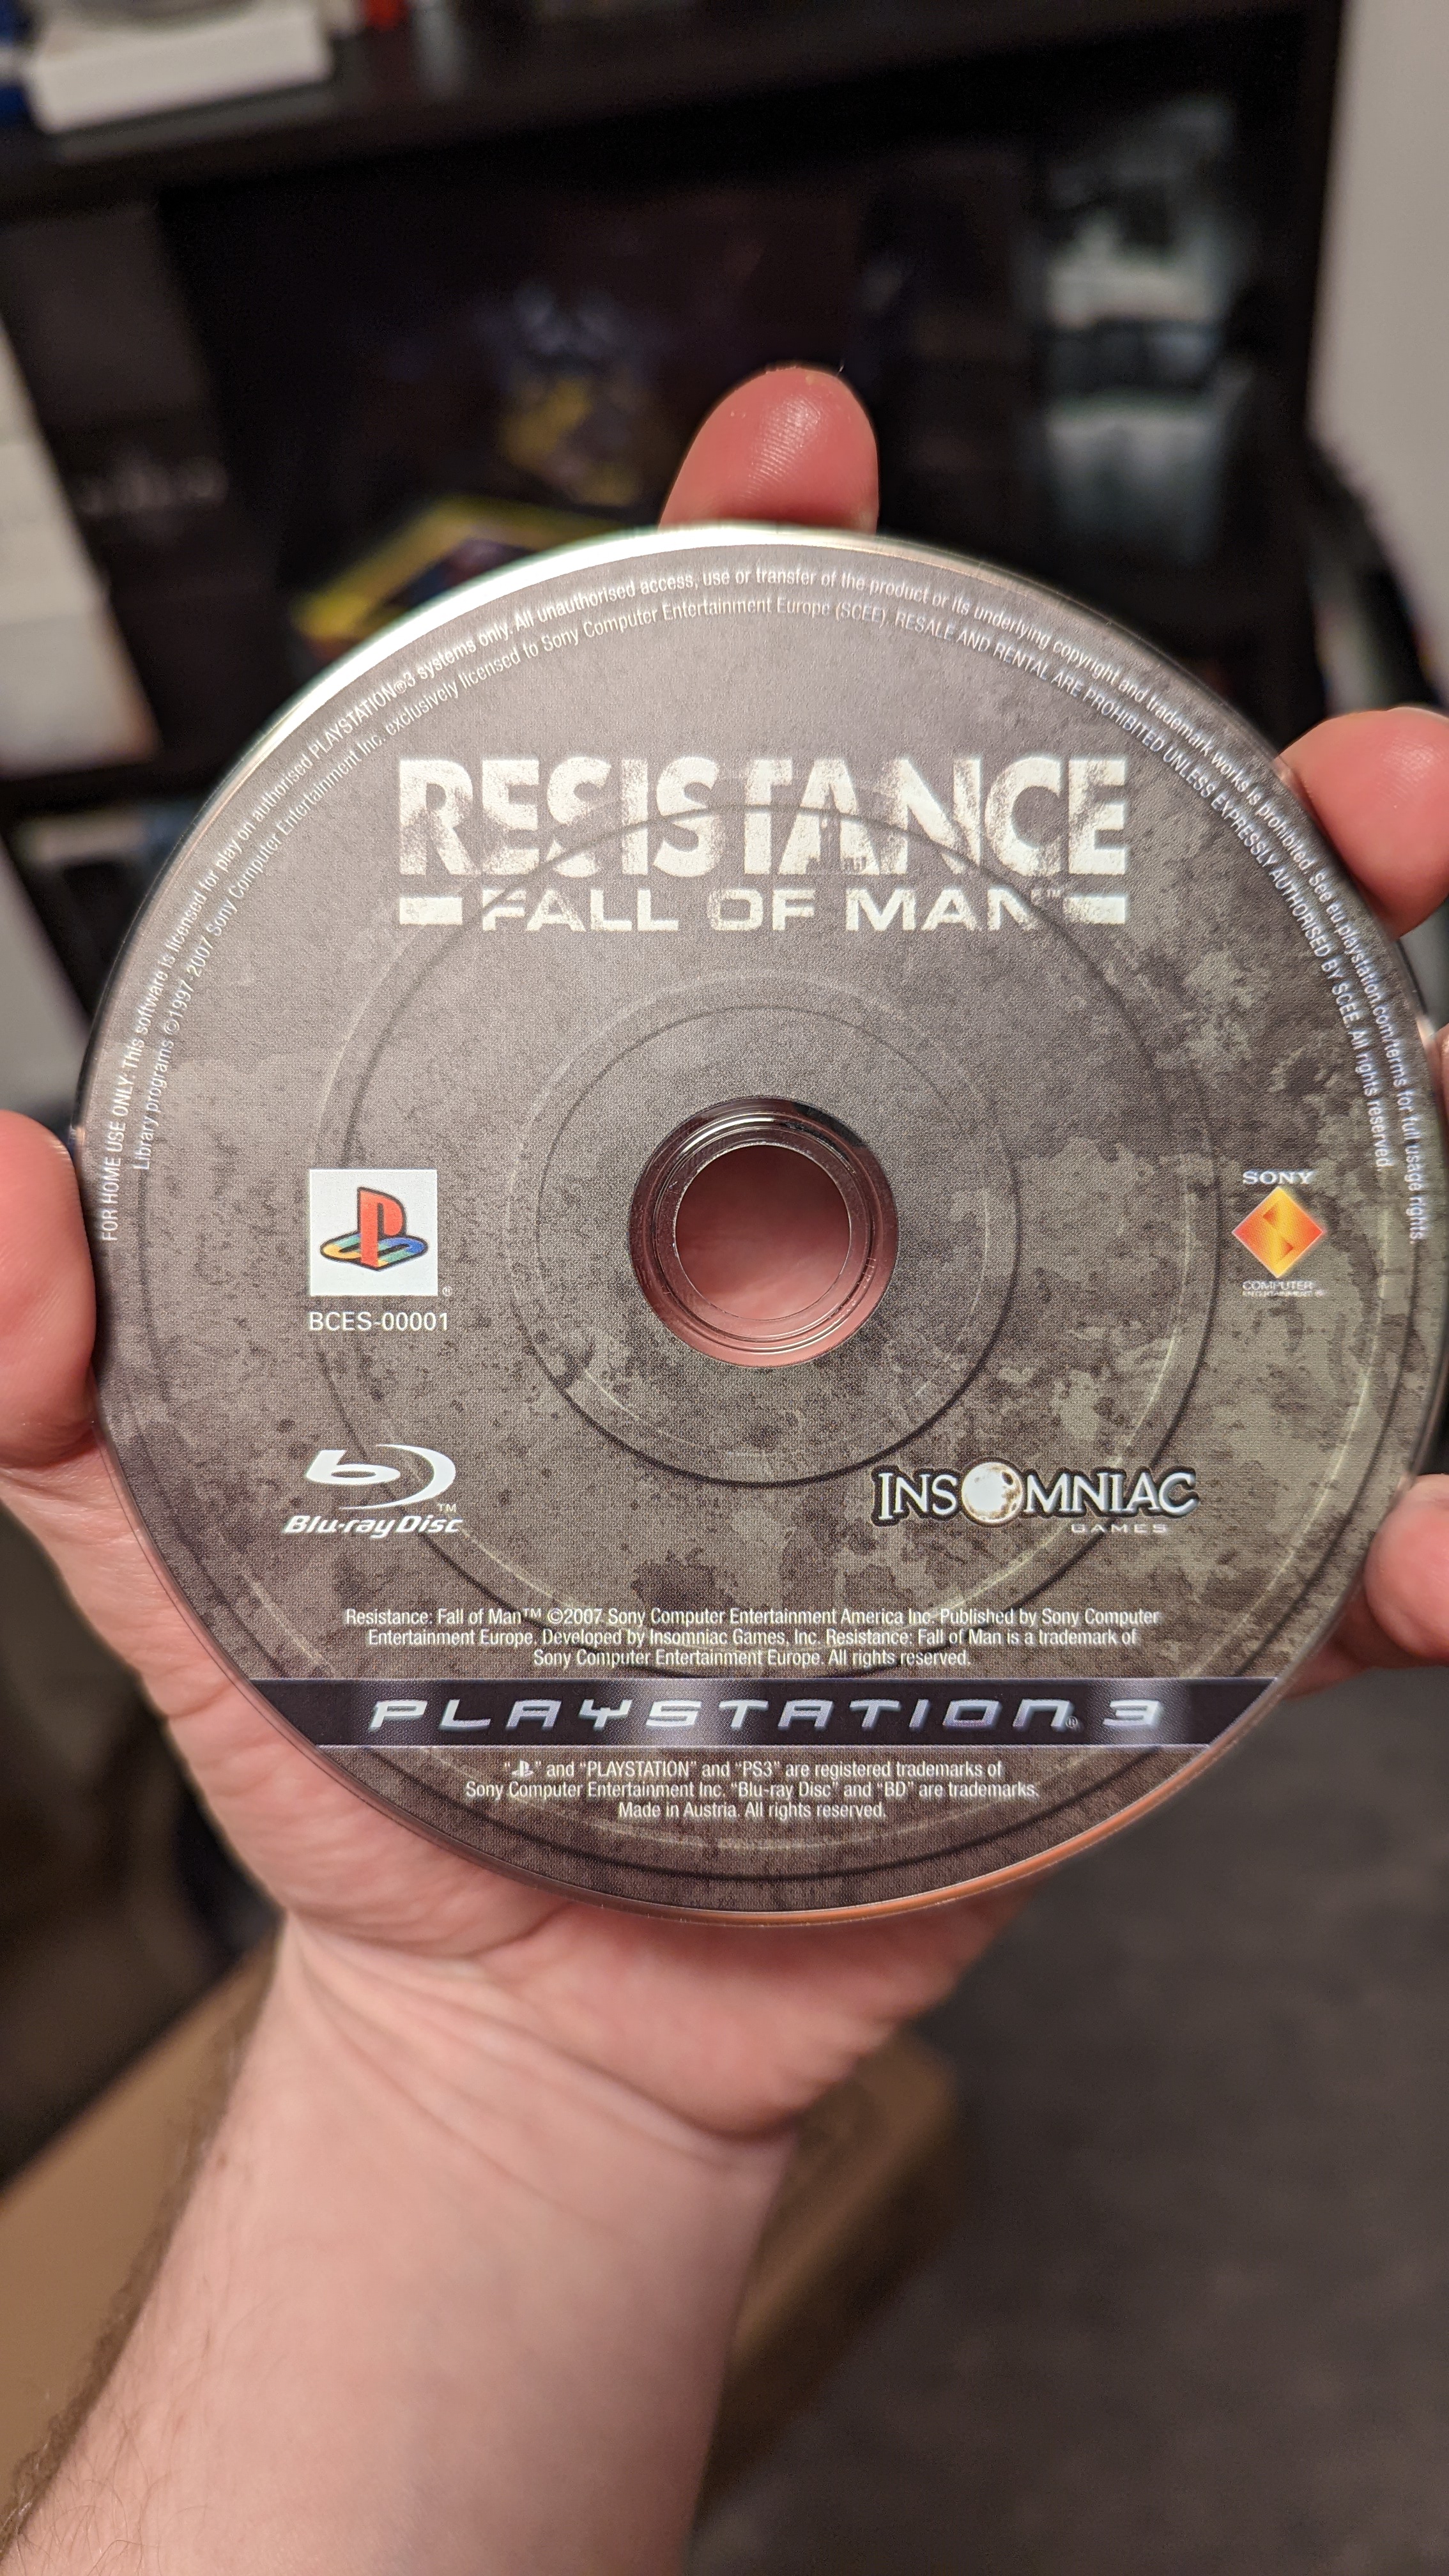 FOR HOME USE ONLY. This software is licensed for play on authorised PLAYSTATION®3 systems only. All unauthorised access, use or transfer of the product or its underlying copyright and trademark works is prohibited. See eu.playstation.com/terms for full usage rights
Library programs ©1997-2007 Sony Computer Entertainment Inc. exclusively licensed to Sony Computer Entertainment Europe (SCEE). RESALE AND RENTAL ARE PROHIBITED UNLESS EXPRESSLY AUTHORISED BY SCEE. All rights reserved
RESISTANCE
FALL OF MAN™
SONY
COMPUTER
ENTERTAINMENT®
®
BCES-00001
TM
Blu-ray Disc
INSOMNIAC
GAMES
Resistance: Fall of Man™ ©2007 Sony Computer Entertainment America Inc. Published by Sony Computer
Entertainment Europe. Developed by Insomniac Games, Inc. Resistance: Fall of Man is a trademark of
Sony Computer Entertainment Europe. All rights reserved.
PLAYSTATION® 3
" " and "PLAYSTATION" and "PS3" are registered trademarks of
Sony Computer Entertainment Inc. "Blu-ray Disc" and "BD" are trademarks.
Made in Austria. All rights reserved.